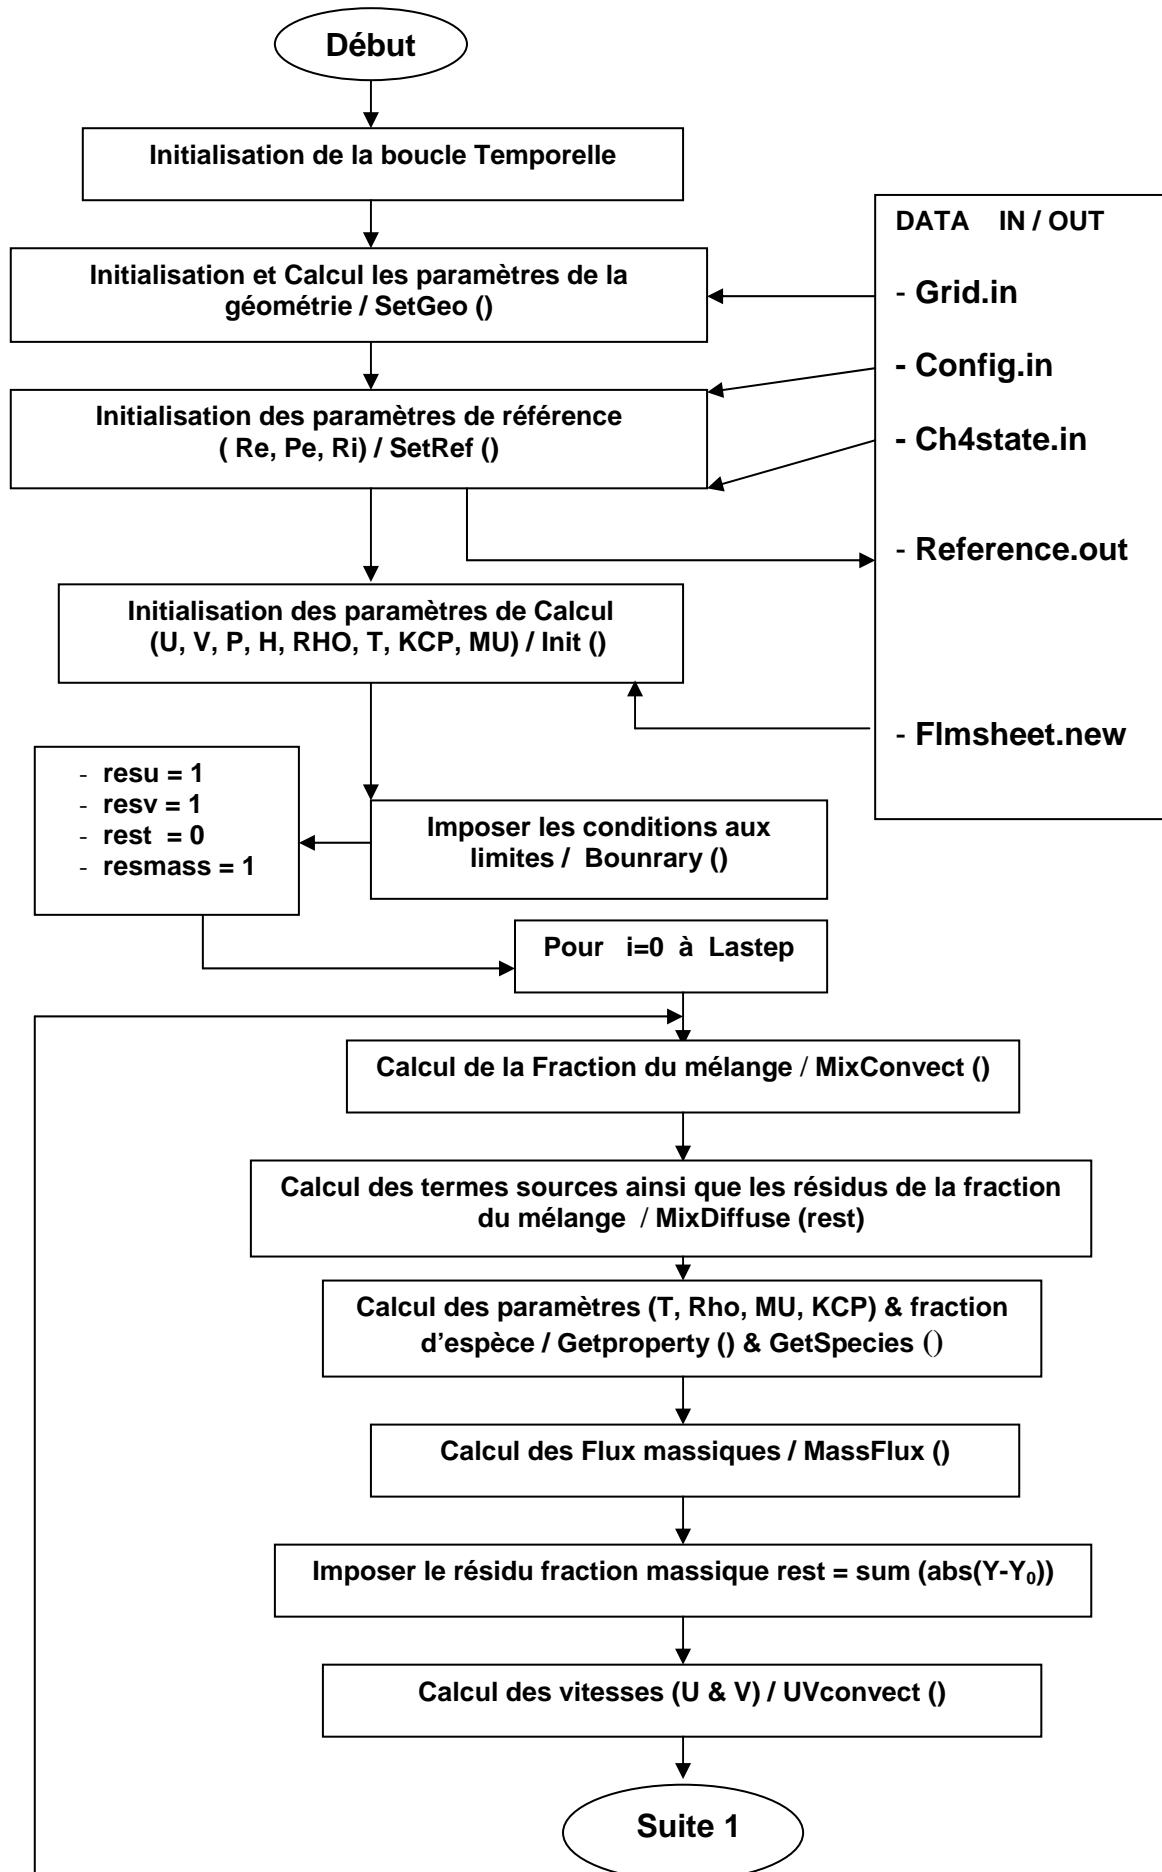 Début
Initialisation de la boucle Temporelle
Initialisation et Calcul les paramètres de la
géométrie / SetGeo ()
Initialisation des paramètres de référence
( Re, Pe, Ri) / SetRef ()
Initialisation des paramètres de Calcul
(U, V, P, H, RHO, T, KCP, MU) / Init ()
DATA IN / OUT
- Grid.in
- Config.in
- Ch4state.in
- Reference.out
- Flmsheet.new
- resu = 1
- resv = 1
- rest = 0
- resmass = 1
Imposer les conditions aux
limites / Bounrary ()
Pour i=0 à Lastep
Calcul de la Fraction du mélange / MixConvect ()
Calcul des termes sources ainsi que les résidus de la fraction
du mélange / MixDiffuse (rest)
Calcul des paramètres (T, Rho, MU, KCP) & fraction
d’espèce / Getproperty () & GetSpecies ()
Calcul des Flux massiques / MassFlux ()
Imposer le résidu fraction massique rest = sum (abs(Y-Y₀))
Calcul des vitesses (U & V) / UVconvect ()
Suite 1